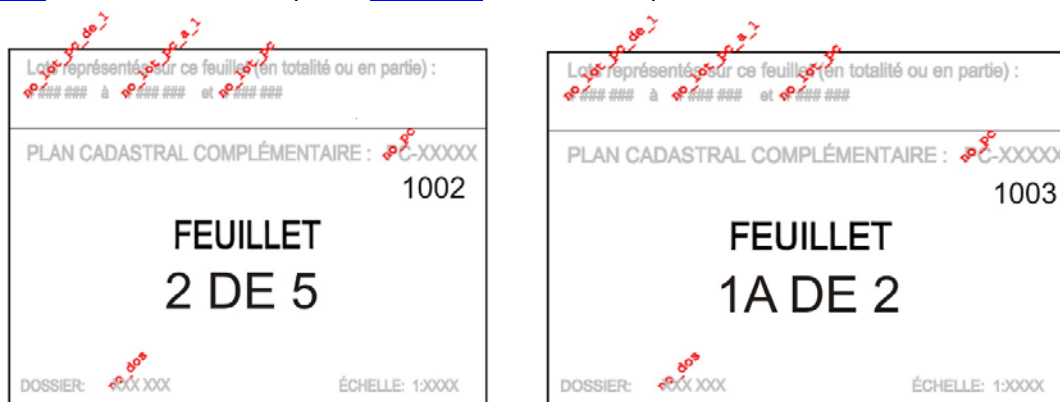 no_lot_pc_de_1 no_lot_pc_a_1 no_lot_pc
Lots représentés sur ce feuillet (en totalité ou en partie) :
### ### à # ### ### et # ### ###
PLAN CADASTRAL COMPLÉMENTAIRE : PC-XXXXX
no_pc
1002
FEUILLET
2 DE 5
no_dos
DOSSIER: XXX XXX ÉCHELLE: 1:XXXX
no_lot_pc_de_1 no_lot_pc_a_1 no_lot_pc
Lots représentés sur ce feuillet (en totalité ou en partie) :
# ### ### à # ### ### et # ### ###
PLAN CADASTRAL COMPLÉMENTAIRE : PC-XXXXX
no_pc
1003
FEUILLET
1A DE 2
no_dos
DOSSIER: XXX XXX ÉCHELLE: 1:XXXX